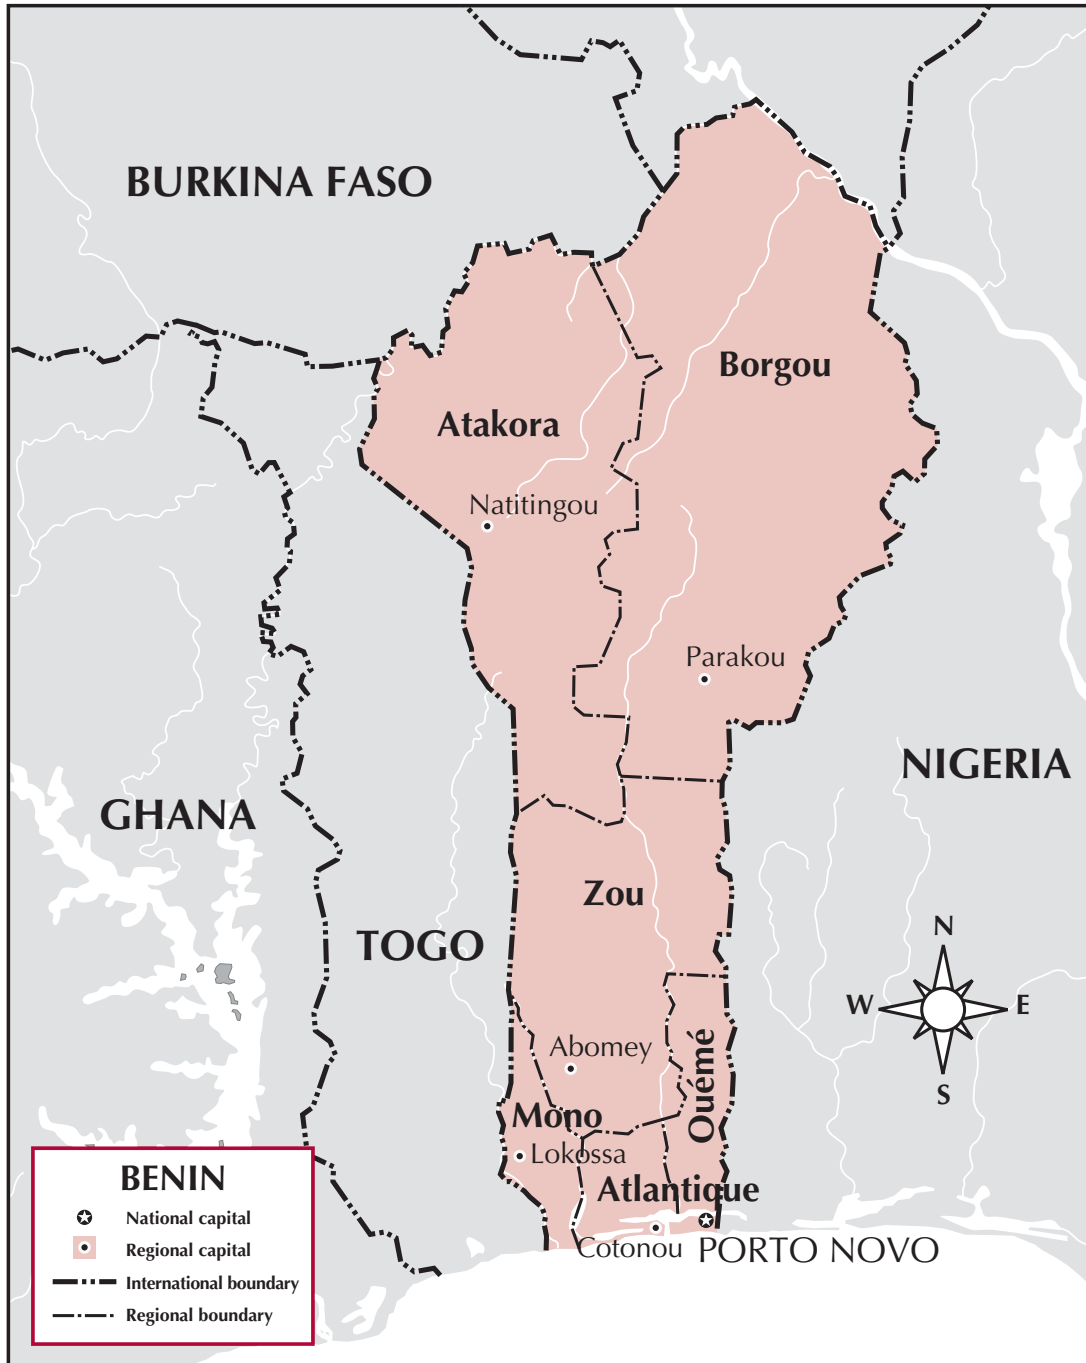 BURKINA FASO
Borgou
Atakora
Natitingou
Parakou
NIGERIA
GHANA
Zou
TOGO
N
W
E
S
Ouémé
Abomey
Mono
Lokossa
Atlantique
Cotonou
PORTO NOVO
BENIN
National capital
Regional capital
International boundary
Regional boundary